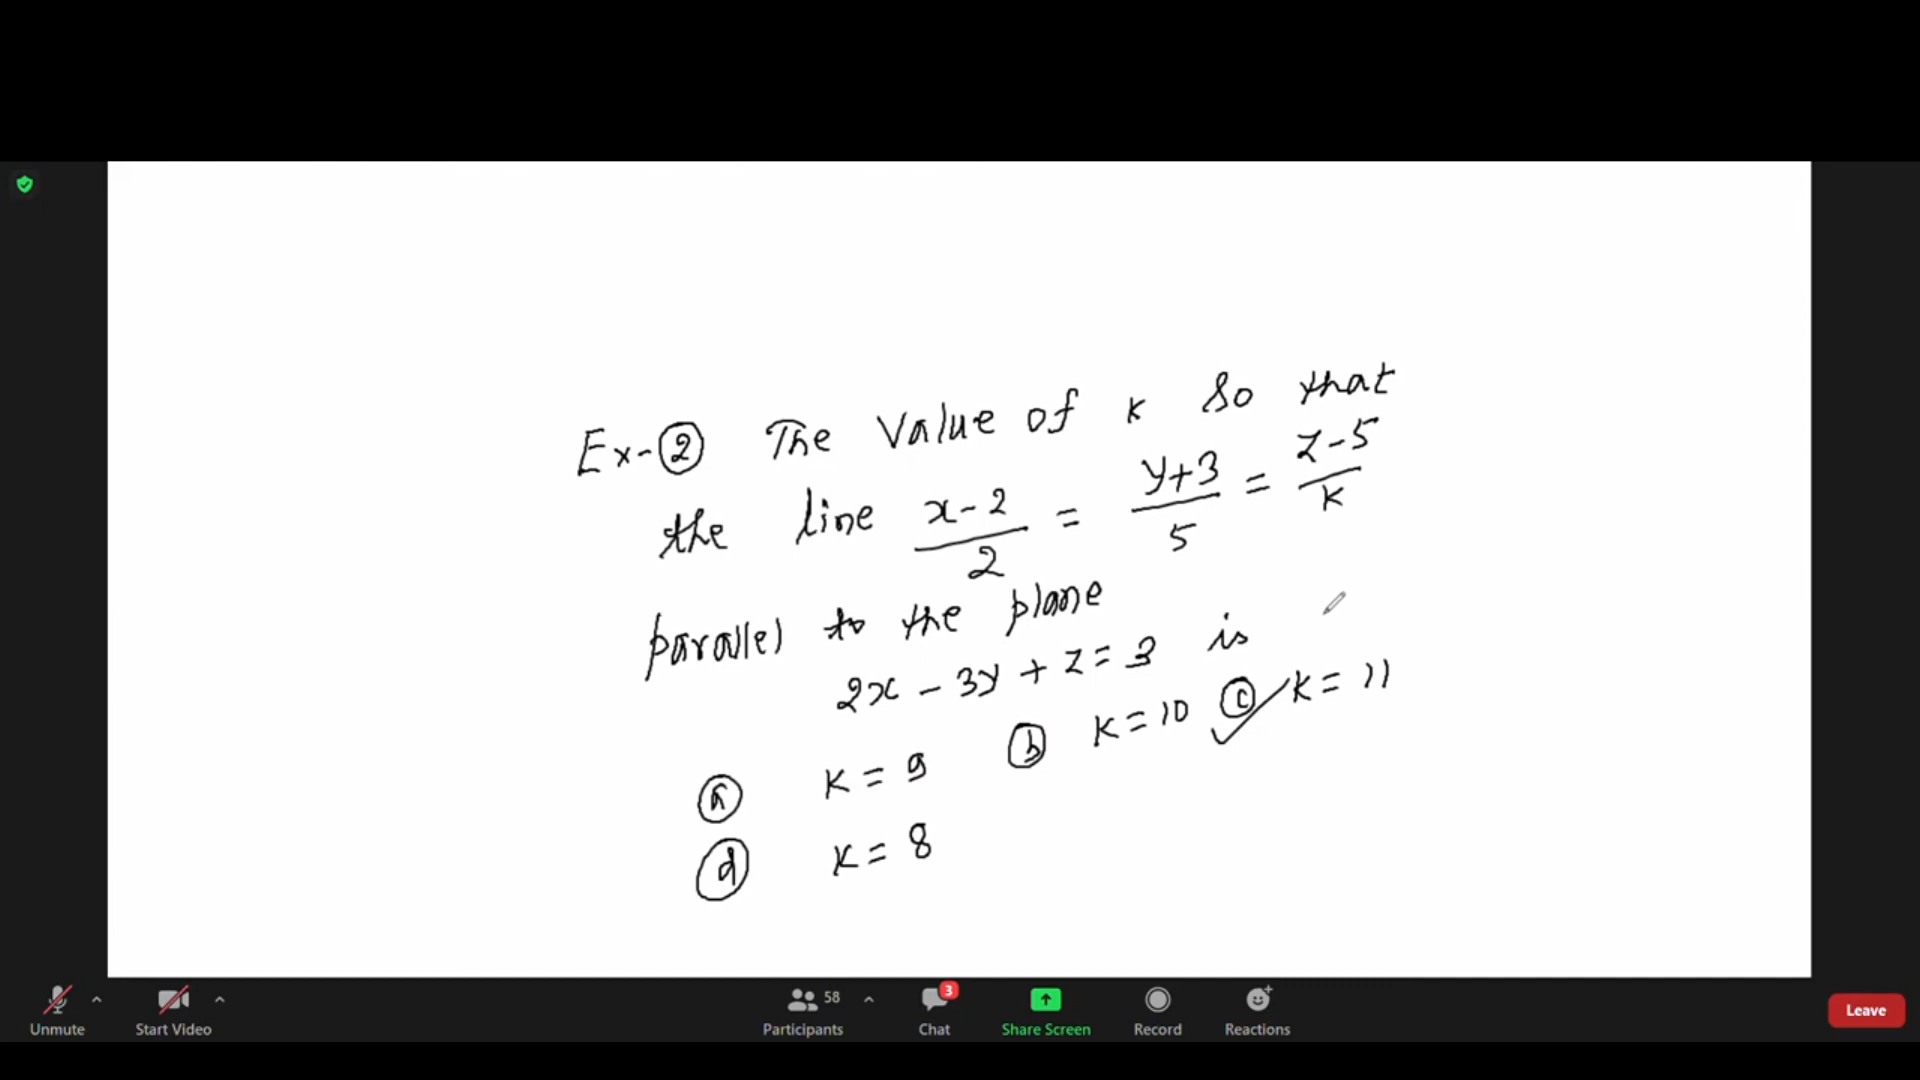 Ex-② The Value of k So that
the line x-2/2 = y+3/5 = z-5/k
parallel to the plane
2x - 3y + z = 3 is
ⓐ k = 9 ⓑ k = 10 ⓒ k = 11
ⓓ k = 8
Unmute Start Video 58 Participants 3 Chat Share Screen Record Reactions Leave